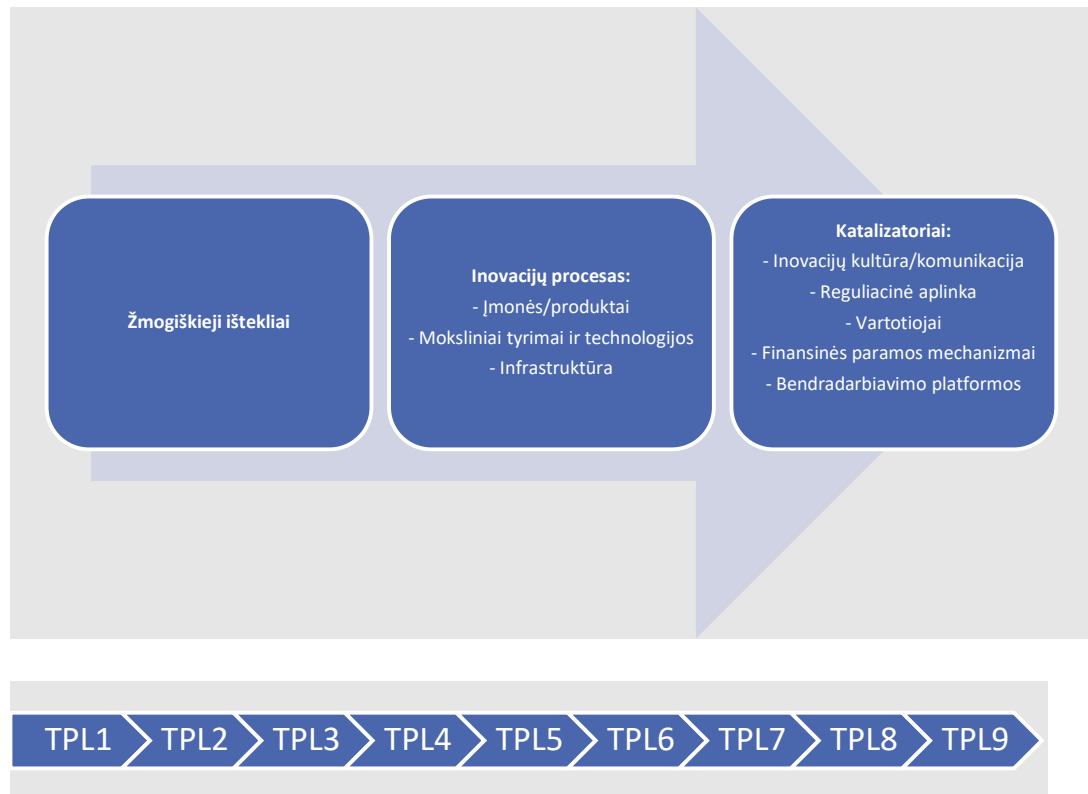 Žmogiškieji ištekliai
Inovacijų procesas:
- Įmonės/produktai
- Moksliniai tyrimai ir technologijos
- Infrastruktūra
Katalizatoriai:
- Inovacijų kultūra/komunikacija
- Reguliacinė aplinka
- Vartotiojai
- Finansinės paramos mechanizmai
- Bendradarbiavimo platformos
TPL1 TPL2 TPL3 TPL4 TPL5 TPL6 TPL7 TPL8 TPL9